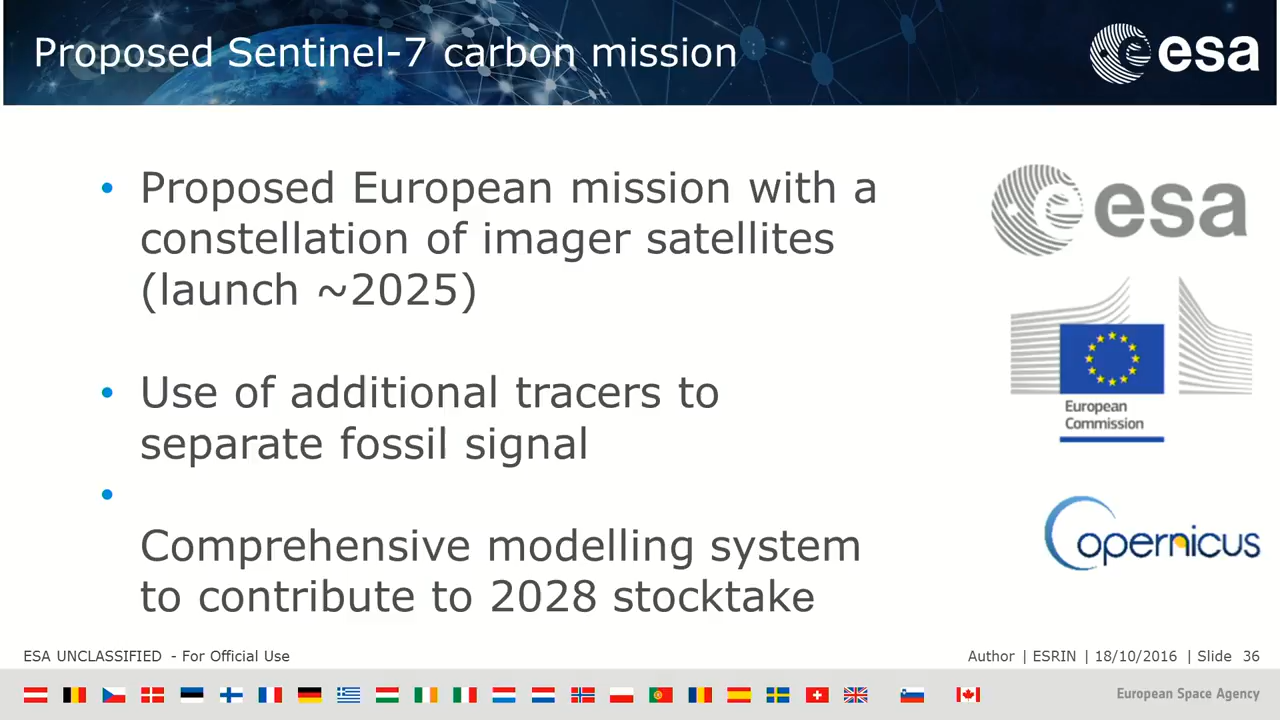 Proposed Sentinel-7 carbon mission
esa
• Proposed European mission with a
constellation of imager satellites
(launch ~2025)
• Use of additional tracers to
separate fossil signal
•
Comprehensive modelling system
to contribute to 2028 stocktake
esa
European
Commission
opernicus
ESA UNCLASSIFIED - For Official Use
Author | ESRIN | 18/10/2016 | Slide 36
European Space Agency